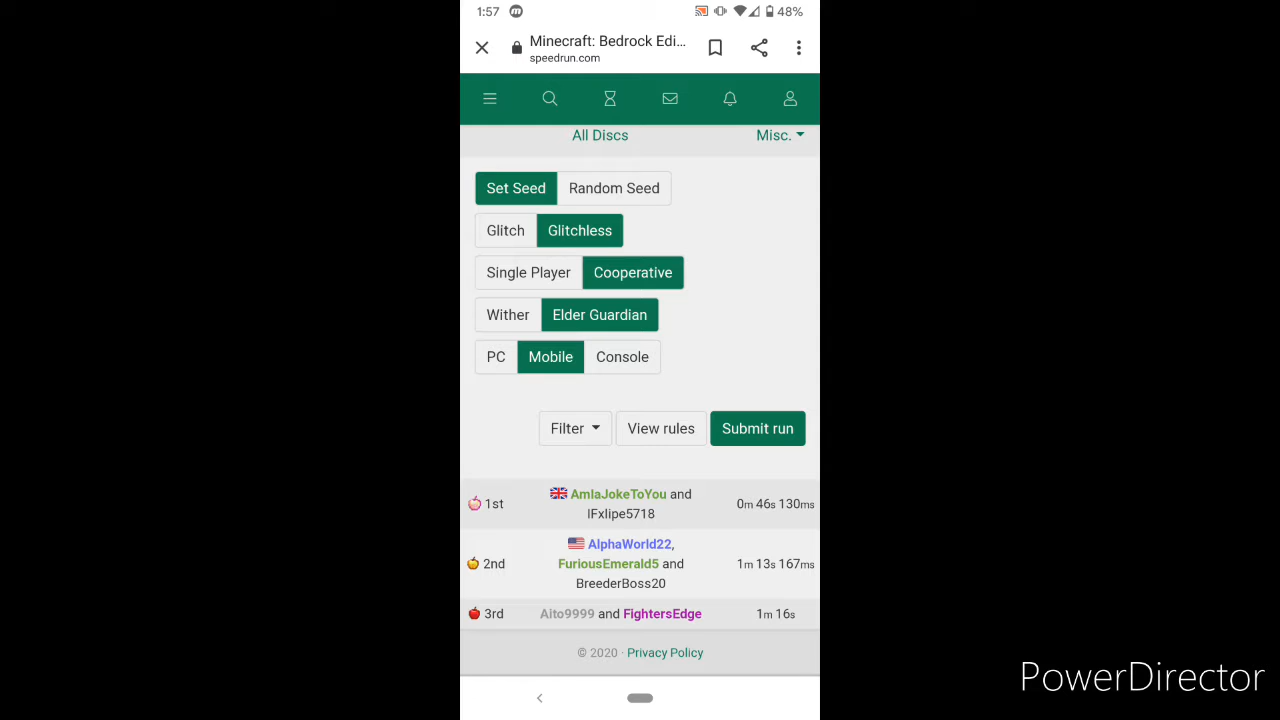 1:57 48%
Minecraft: Bedrock Edi...
speedrun.com
All Discs Misc.
Set Seed Random Seed
Glitch Glitchless
Single Player Cooperative
Wither Elder Guardian
PC Mobile Console
Filter View rules Submit run
1st AmIaJokeToYou and 0m 46s 130ms
IFxIipe5718
AlphaWorld22,
2nd FuriousEmerald5 and 1m 13s 167ms
BreederBoss20
3rd Aito9999 and FightersEdge 1m 16s
© 2020 · Privacy Policy
PowerDirector